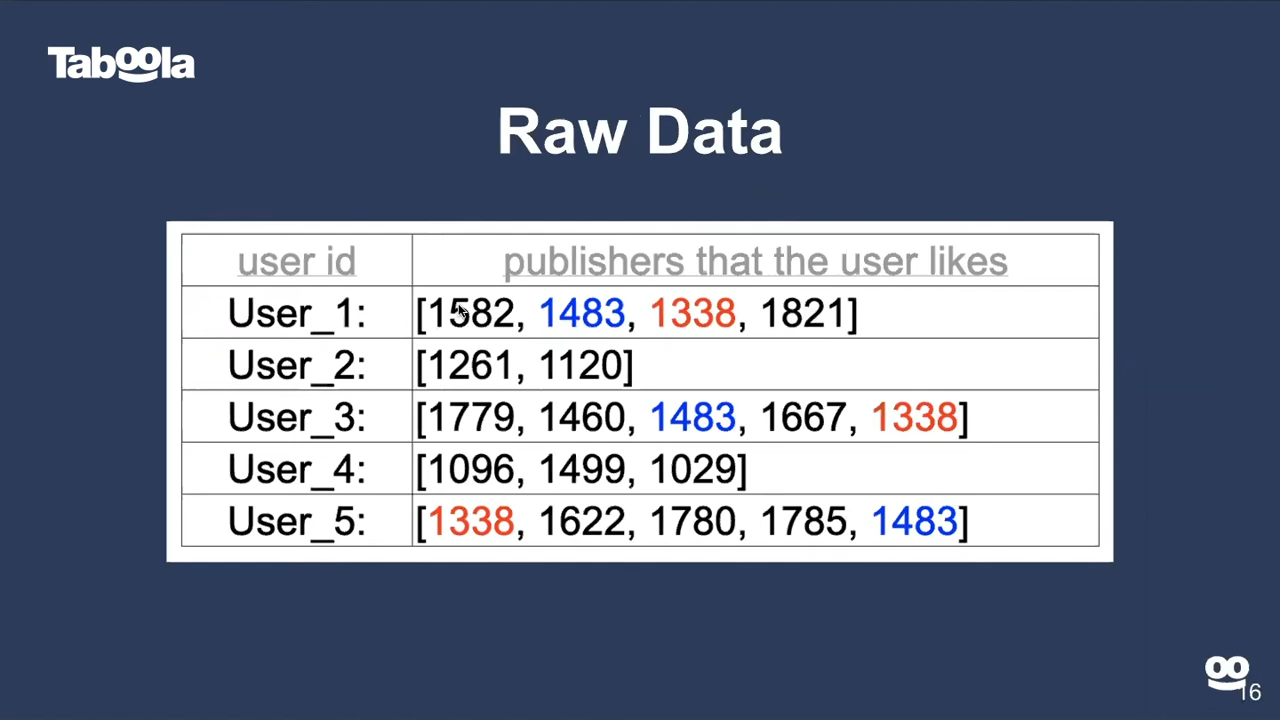 Taboola
Raw Data
user id publishers that the user likes
User_1: [1582, 1483, 1338, 1821]
User_2: [1261, 1120]
User_3: [1779, 1460, 1483, 1667, 1338]
User_4: [1096, 1499, 1029]
User_5: [1338, 1622, 1780, 1785, 1483]
16